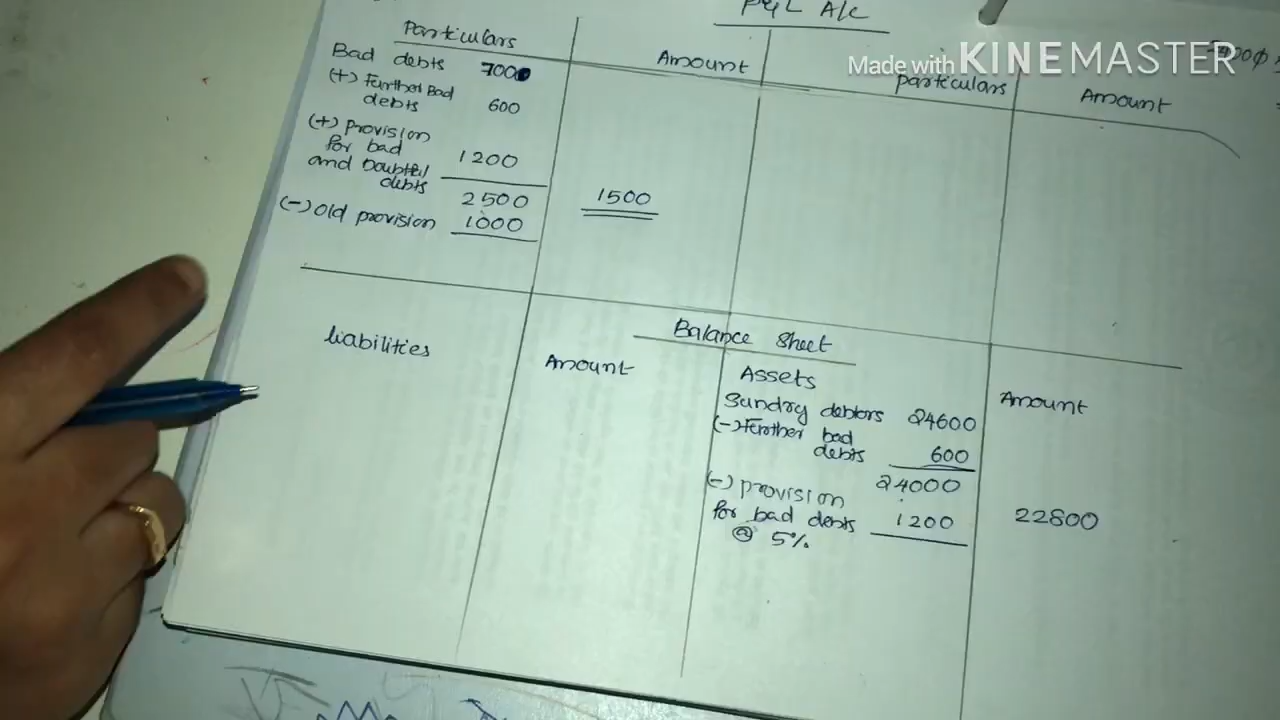 P&L A/c
Particulars Amount particulars Amount
Made with KINEMASTER
Bad debts 700
(+) Further Bad
debts 600
(+) provision
for bad
and Doubtful
debts 1200
2500 1500
(-) Old provision 1000
Balance Sheet
liabilities Amount Assets Amount
Sundry debtors 24600
(-) Further bad
debts 600
24000
(-) provision
for bad debts 1200 22800
@ 5%